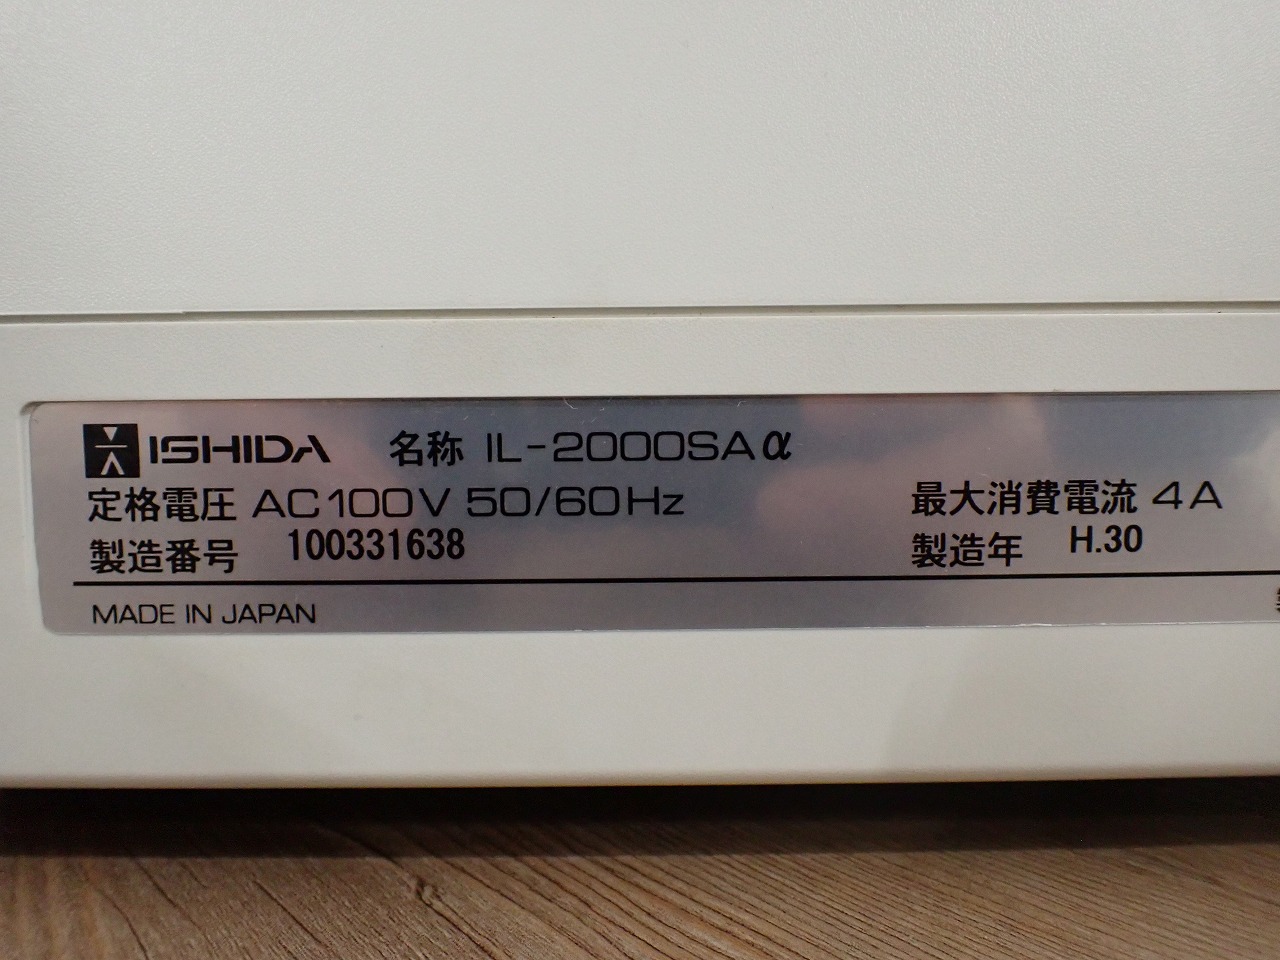 ISHIDA 名称 IL-2000SAα
定格電圧 AC100V 50/60Hz 最大消費電流 4A
製造番号 100331638 製造年 H.30
MADE IN JAPAN